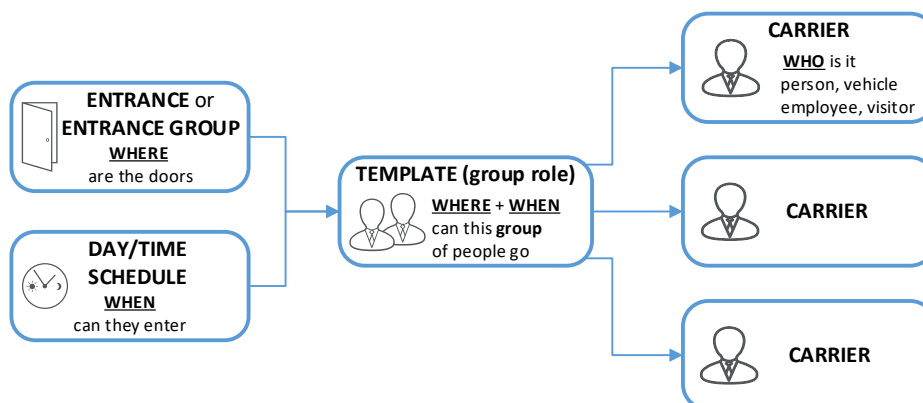 ENTRANCE or
ENTRANCE GROUP
WHERE
are the doors
DAY/TIME
SCHEDULE
WHEN
can they enter
TEMPLATE (group role)
WHERE + WHEN
can this group
of people go
CARRIER
WHO is it
person, vehicle
employee, visitor
CARRIER
CARRIER